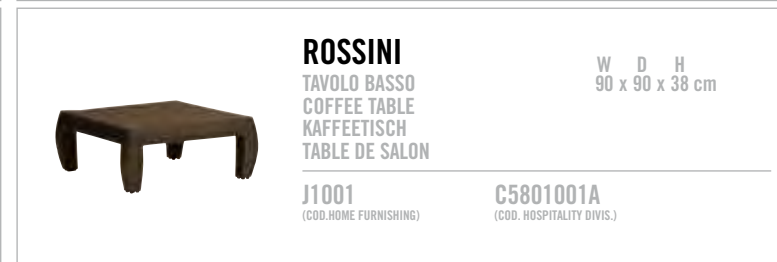 ROSSINI
TAVOLO BASSO
COFFEE TABLE
KAFFEETISCH
TABLE DE SALON
W D H
90 x 90 x 38 cm
J1001
(COD.HOME FURNISHING)
C5801001A
(COD. HOSPITALITY DIVIS.)